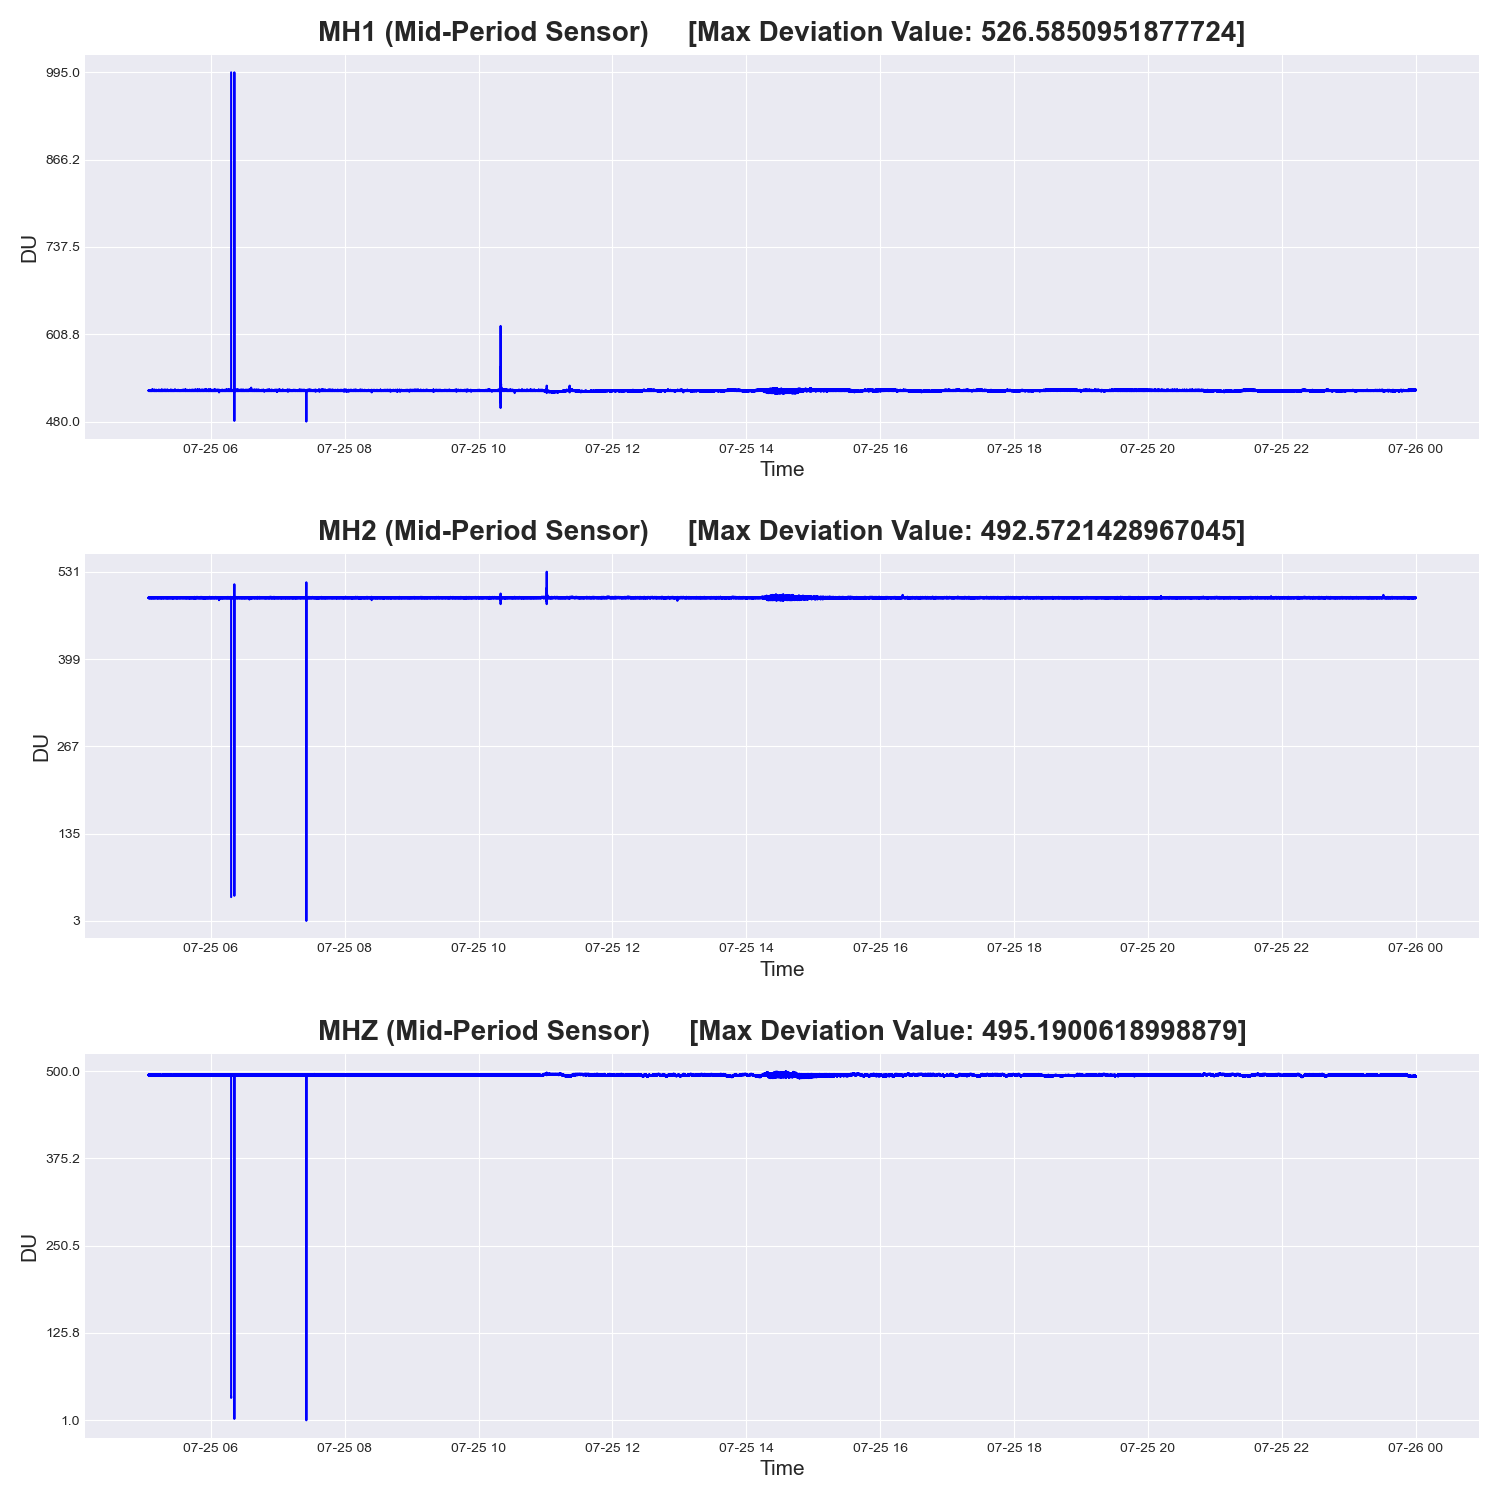 MH1 (Mid-Period Sensor) [Max Deviation Value: 526.5850951877724]
995.0
866.2
737.5
608.8
480.0
DU
07-25 06 07-25 08 07-25 10 07-25 12 07-25 14 07-25 16 07-25 18 07-25 20 07-25 22 07-26 00
Time
MH2 (Mid-Period Sensor) [Max Deviation Value: 492.5721428967045]
531
399
267
135
3
DU
07-25 06 07-25 08 07-25 10 07-25 12 07-25 14 07-25 16 07-25 18 07-25 20 07-25 22 07-26 00
Time
MHZ (Mid-Period Sensor) [Max Deviation Value: 495.1900618998879]
500.0
375.2
250.5
125.8
1.0
DU
07-25 06 07-25 08 07-25 10 07-25 12 07-25 14 07-25 16 07-25 18 07-25 20 07-25 22 07-26 00
Time